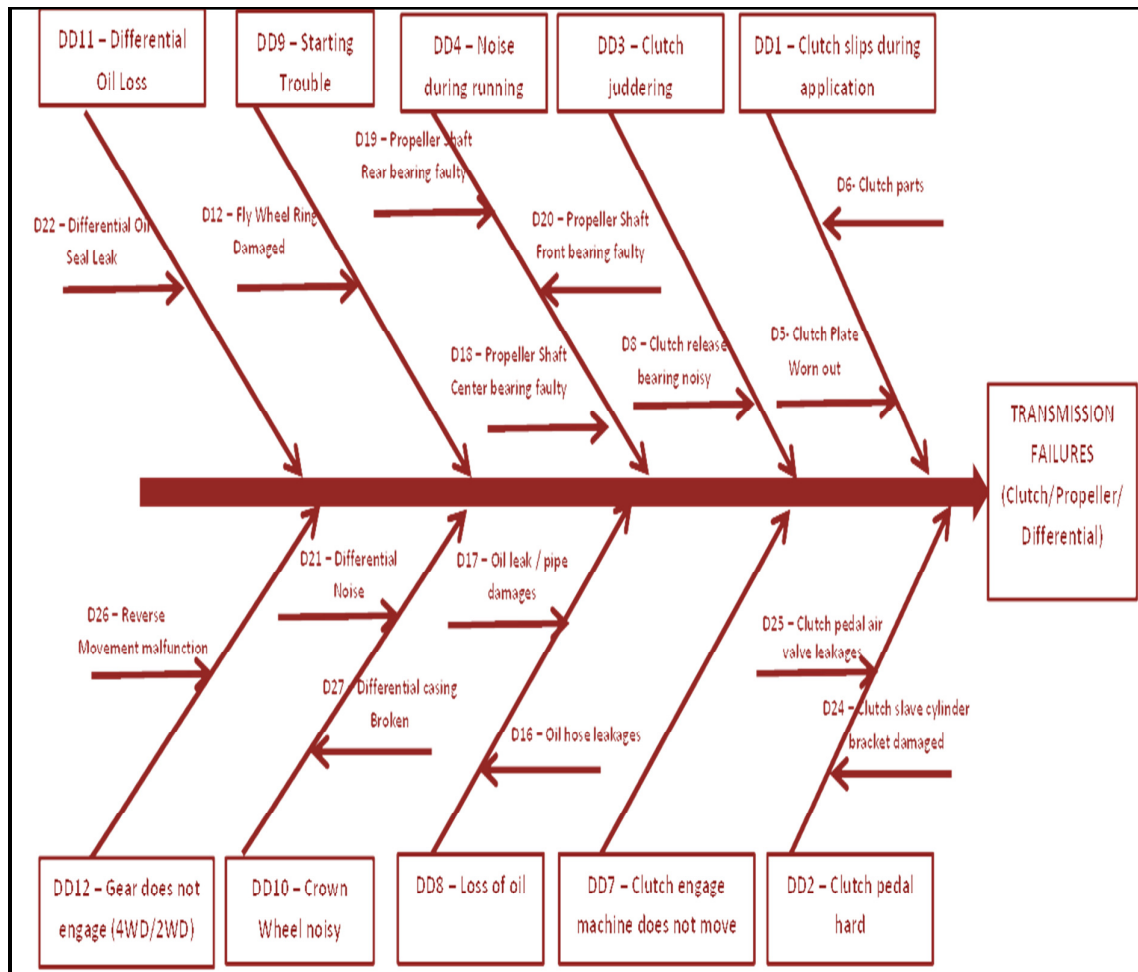 DD11 – Differential
Oil Loss
DD9 – Starting
Trouble
DD4 – Noise
during running
DD3 – Clutch
juddering
DD1 – Clutch slips during
application
D19 – Propeller Shaft
Rear bearing faulty
D6- Clutch parts
D22 – Differential Oil
Seal Leak
D12 – Fly Wheel Ring
Damaged
D20 – Propeller Shaft
Front bearing faulty
D18 – Propeller Shaft
Center bearing faulty
D8 – Clutch release
bearing noisy
D5- Clutch Plate
Worn out
TRANSMISSION
FAILURES
(Clutch/Propeller/
Differential)
D21 – Differential
Noise
D17 – Oil leak / pipe
damages
D26 – Reverse
Movement malfunction
D25 – Clutch pedal air
valve leakages
D27 – Differential casing
Broken
D16 – Oil hose leakages
D24 – Clutch slave cylinder
bracket damaged
DD12 – Gear does not
engage (4WD/2WD)
DD10 – Crown
Wheel noisy
DD8 – Loss of oil
DD7 – Clutch engage
machine does not move
DD2 – Clutch pedal
hard